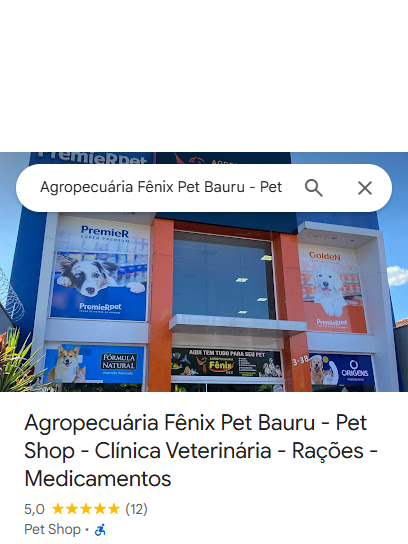 PremieRpet
AGRO
Agropecuária Fênix Pet Bauru - Pet
PremieR
SUPER PREMIUM
PremieRpet
GoldeN
PremieRpet
FÓRMULA
NATURAL
AQUI TEM TUDO PARA SEU PET
Fênix
3-38
ORIGENS
Agropecuária Fênix Pet Bauru - Pet
Shop - Clínica Veterinária - Rações -
Medicamentos
5,0 (12)
Pet Shop •